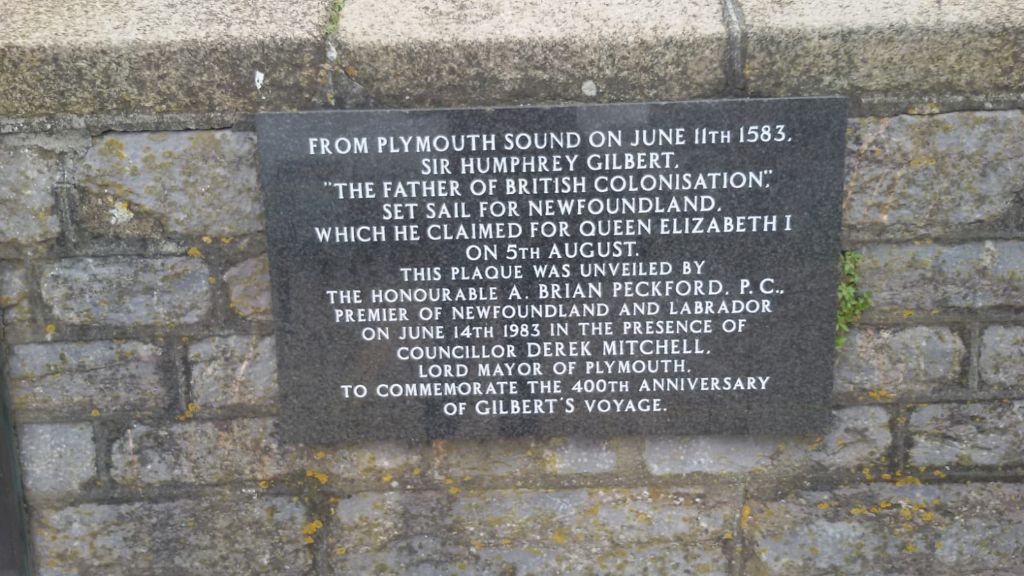 FROM PLYMOUTH SOUND ON JUNE 11TH 1583,
SIR HUMPHREY GILBERT,
"THE FATHER OF BRITISH COLONISATION",
SET SAIL FOR NEWFOUNDLAND,
WHICH HE CLAIMED FOR QUEEN ELIZABETH I
ON 5TH AUGUST.
THIS PLAQUE WAS UNVEILED BY
THE HONOURABLE A. BRIAN PECKFORD, P.C.,
PREMIER OF NEWFOUNDLAND AND LABRADOR
ON JUNE 14TH 1983 IN THE PRESENCE OF
COUNCILLOR DEREK MITCHELL,
LORD MAYOR OF PLYMOUTH,
TO COMMEMORATE THE 400TH ANNIVERSARY
OF GILBERT'S VOYAGE.